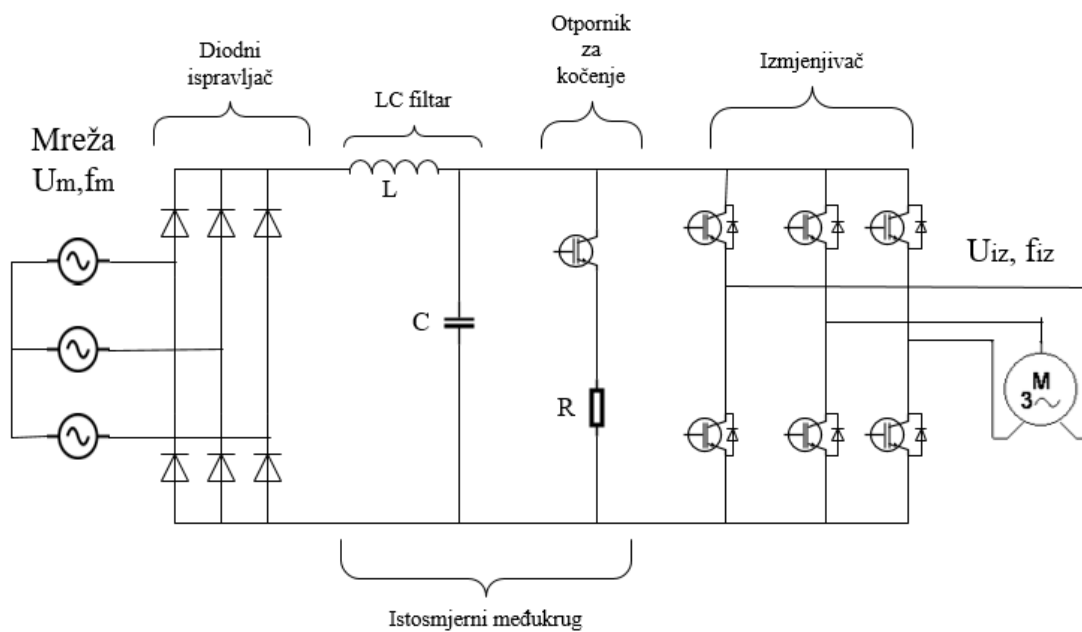 Diodni
ispravljač
LC filtar
Otpornik
za
kočenje
Izmjenjivač
Mreža
Um,fm
L
C
R
Uiz, fiz
M
3~
Istosmjerni međukrug